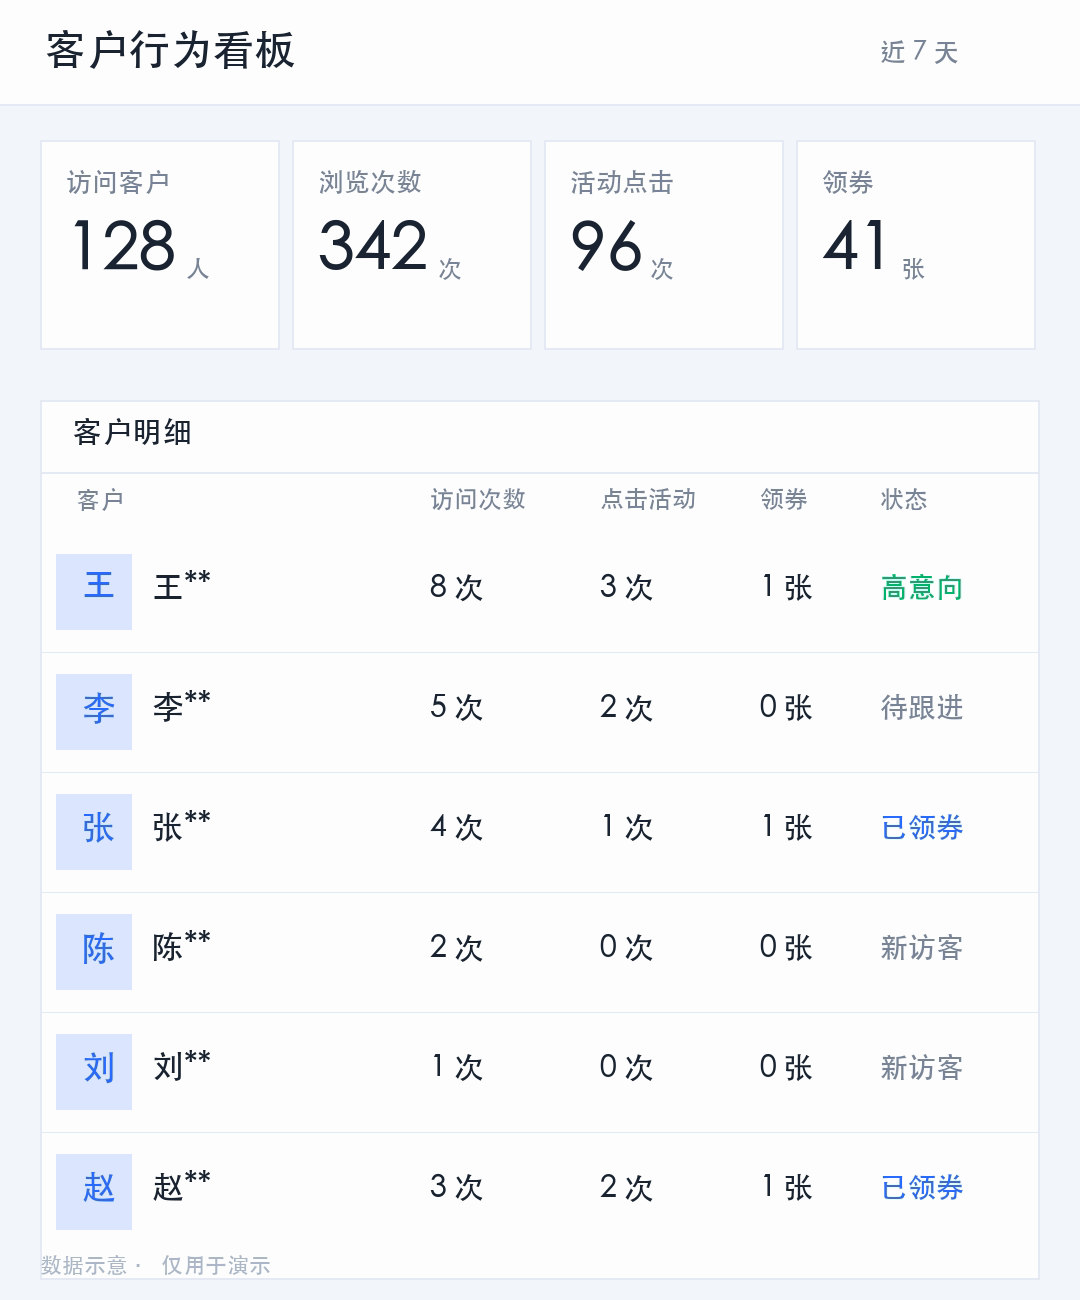 客户行为看板
近 7 天
访问客户 浏览次数 活动点击 领券
128 人 342 次 96 次 41 张
客户明细
客户 访问次数 点击活动 领券 状态
王 王** 8 次 3 次 1 张 高意向
李 李** 5 次 2 次 0 张 待跟进
张 张** 4 次 1 次 1 张 已领券
陈 陈** 2 次 0 次 0 张 新访客
刘 刘** 1 次 0 次 0 张 新访客
赵 赵** 3 次 2 次 1 张 已领券
数据示意 · 仅用于演示